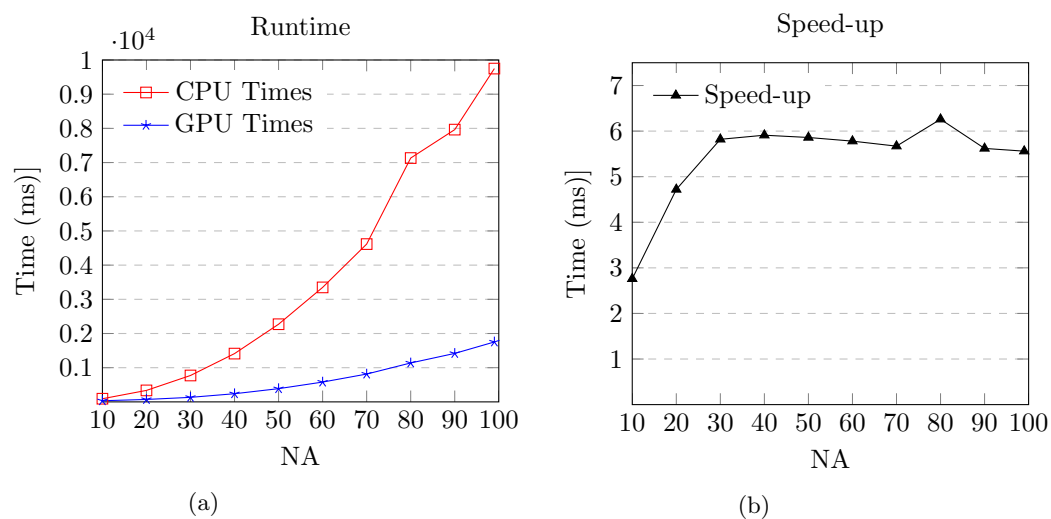 Runtime
·10^4
1
0.9
0.8
0.7
0.6
0.5
0.4
0.3
0.2
0.1
Time (ms)]
CPU Times
GPU Times
10 20 30 40 50 60 70 80 90 100
NA
(a)
Speed-up
7
6
5
4
3
2
1
Time (ms)]
Speed-up
10 20 30 40 50 60 70 80 90 100
NA
(b)